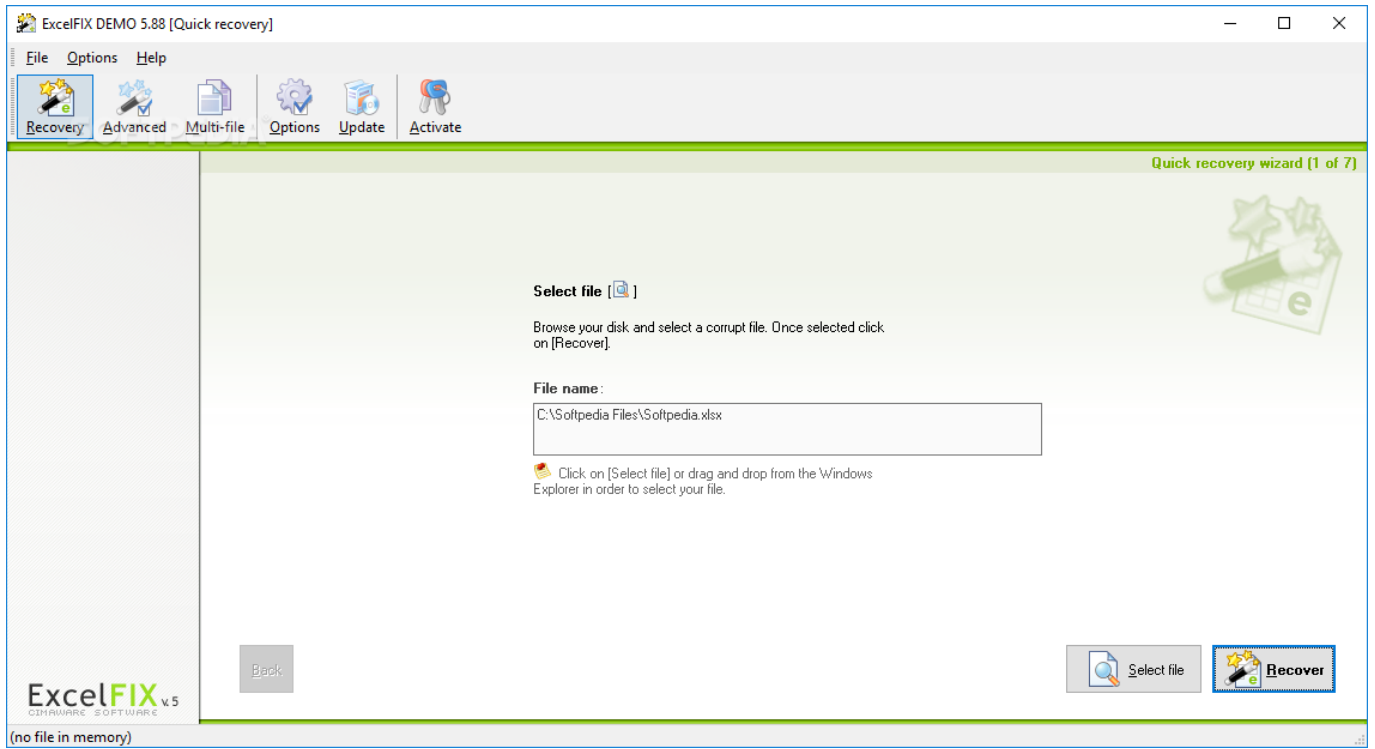 ExcelFIX DEMO 5.88 [Quick recovery]
File Options Help
Recovery Advanced Multi-file Options Update Activate
SOFTPEDIA
Quick recovery wizard (1 of 7)
Select file [ ]
Browse your disk and select a corrupt file. Once selected click
on [Recover].
File name:
C:\Softpedia Files\Softpedia.xlsx
Click on [Select file] or drag and drop from the Windows
Explorer in order to select your file.
Back Select file Recover
ExcelFIX v.5
CIMAWARE SOFTWARE
(no file in memory)